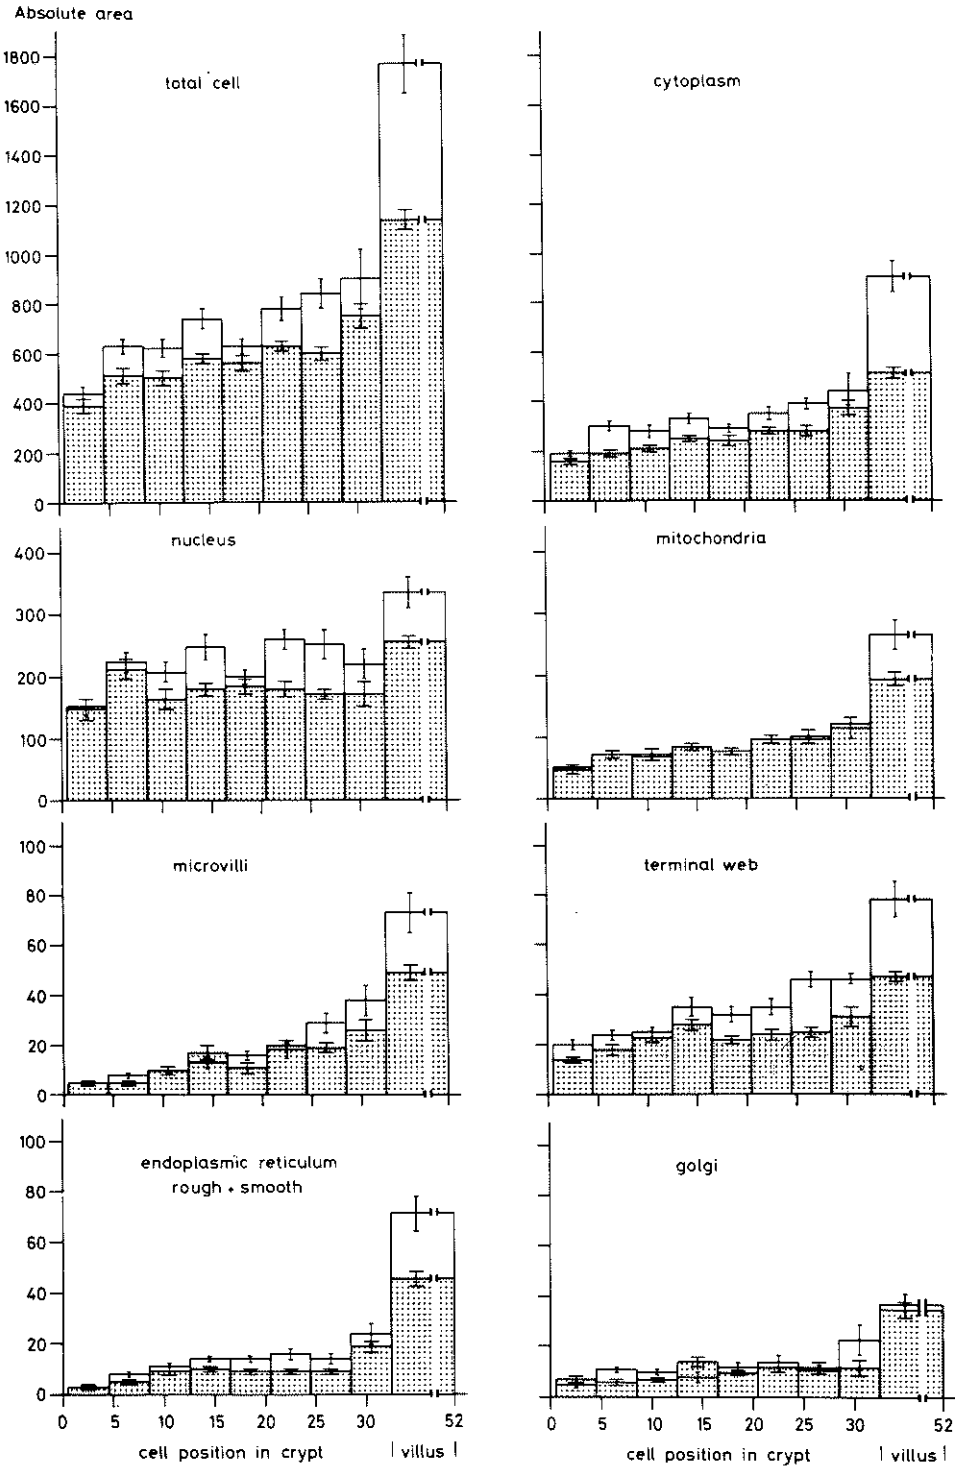 Absolute area
total cell
1800
1600
1400
1200
1000
800
600
400
200
0
cytoplasm
nucleus
400
300
200
100
0
mitochondria
microvilli
100
80
60
40
20
0
terminal web
endoplasmic reticulum
rough + smooth
100
80
60
40
20
0
golgi
0 5 10 15 20 25 30 52
cell position in crypt | villus |
0 5 10 15 20 25 30 52
cell position in crypt | villus |